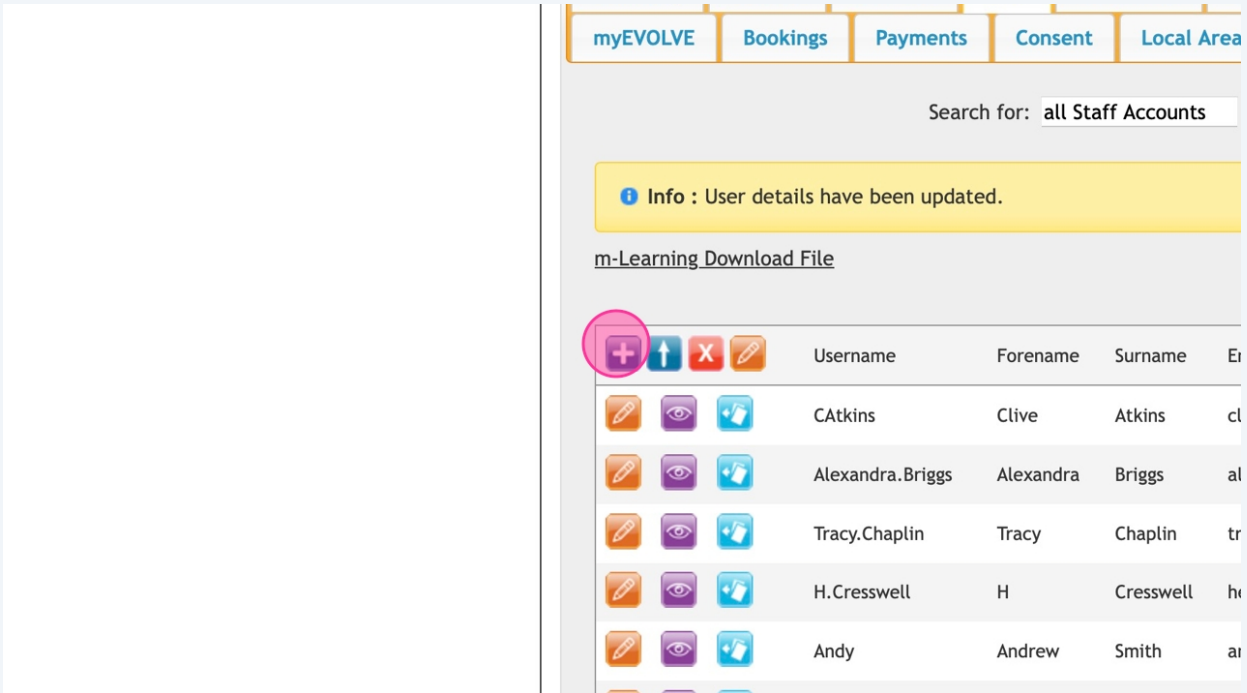 myEVOLVE Bookings Payments Consent Local Area
Search for: all Staff Accounts
Info : User details have been updated.
m-Learning Download File
X Username Forename Surname
CAtkins Clive Atkins
Alexandra.Briggs Alexandra Briggs
Tracy.Chaplin Tracy Chaplin
H.Cresswell H Cresswell
Andy Andrew Smith